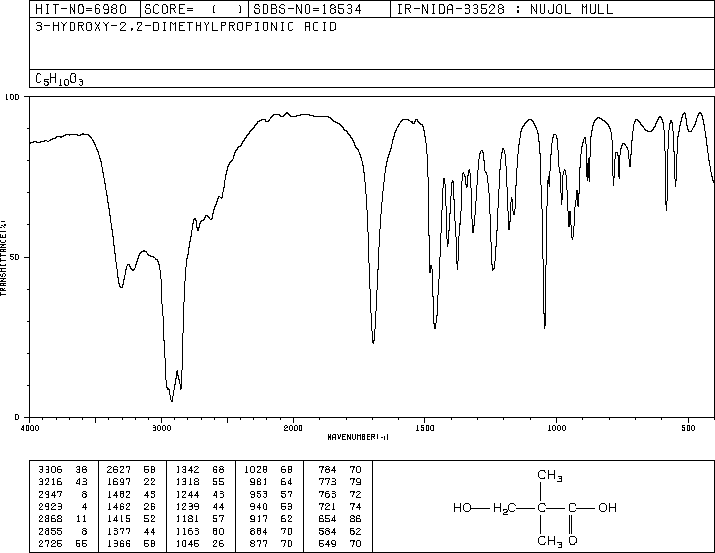 HIT-NO=6980 SCORE= ( ) SDBS-NO=18534 IR-NIDA-33528 : NUJOL MULL
3-HYDROXY-2,2-DIMETHYLPROPIONIC ACID
C5H10O3
100
50
0
TRANSMITTANCE(%)
4000 3000 2000 1500 1000 500
WAVENUMBER(-1)
3306 38 2627 58 1342 68 1028 68 784 70
3216 43 1697 22 1318 55 981 64 773 79
2947 8 1482 45 1244 43 953 57 763 72
2923 4 1462 26 1239 44 940 53 721 74
2868 11 1415 52 1181 57 917 62 654 86
2855 8 1377 44 1163 60 884 70 584 62
2725 55 1366 58 1045 26 877 70 549 70
CH3
HO H2C C C OH
CH3 O